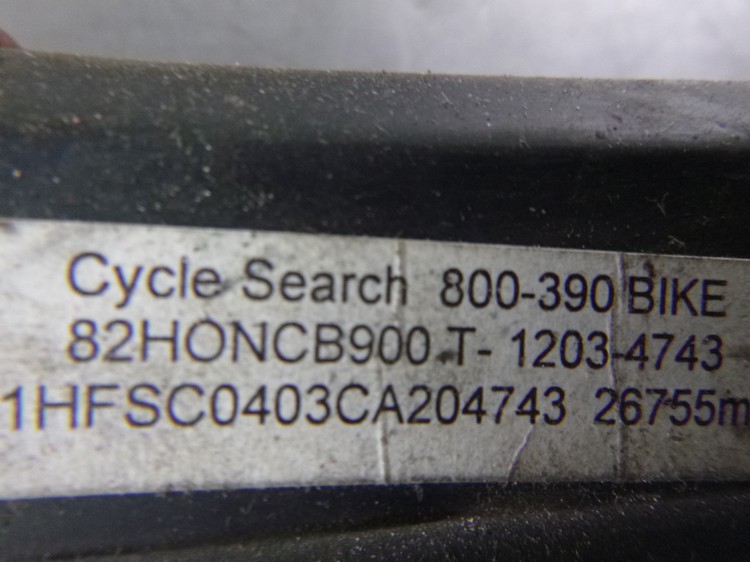 Cycle Search 800-390 BIKE
82HONCB900 T- 1203-4743
1HFSC0403CA204743 26755m